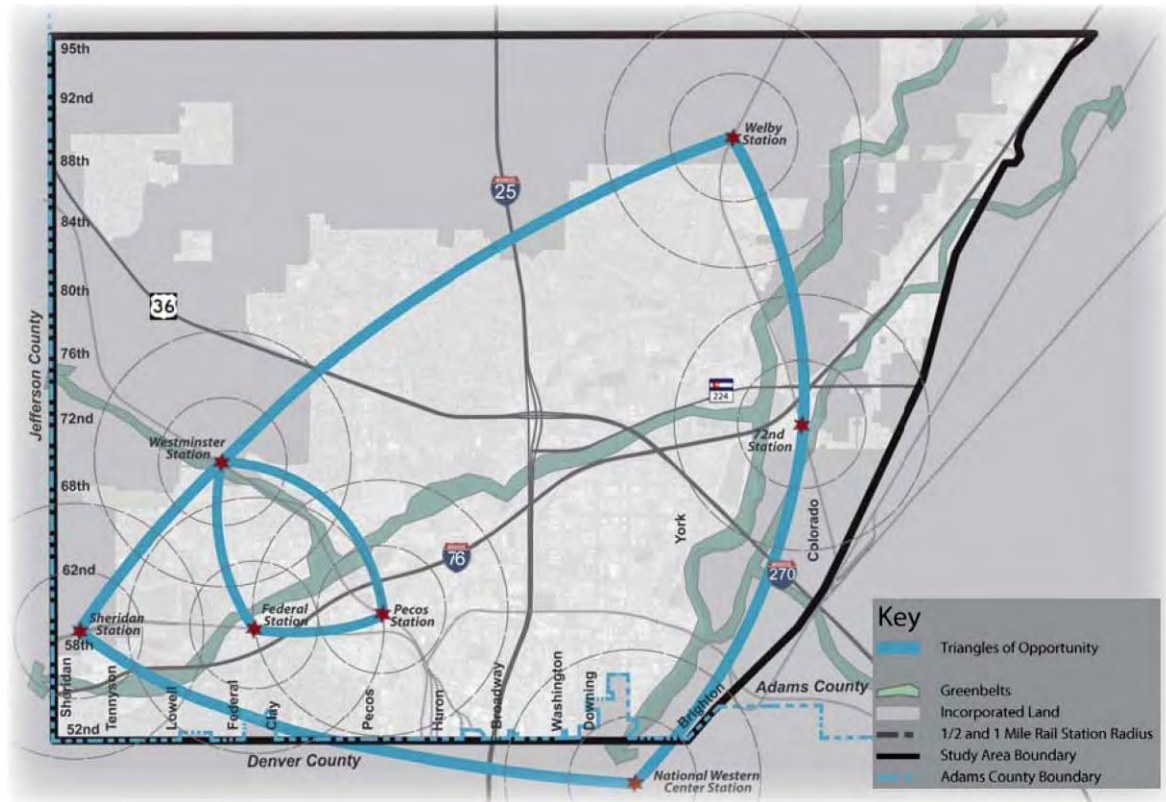 95th
92nd
88th
84th
80th
76th
72nd
68th
62nd
58th
52nd
Jefferson County
Welby
Station
25
36
224
Westminster
Station
72nd
Station
York
Colorado
76
270
Sheridan
Station
Federal
Station
Pecos
Station
Sheridan
Tennyson
Lowell
Federal
Clay
Pecos
Huron
Broadway
Washington
Downing
Brighton
Adams County
Denver County
National Western
Center Station
Key
Triangles of Opportunity
Greenbelts
Incorporated Land
1/2 and 1 Mile Rail Station Radius
Study Area Boundary
Adams County Boundary